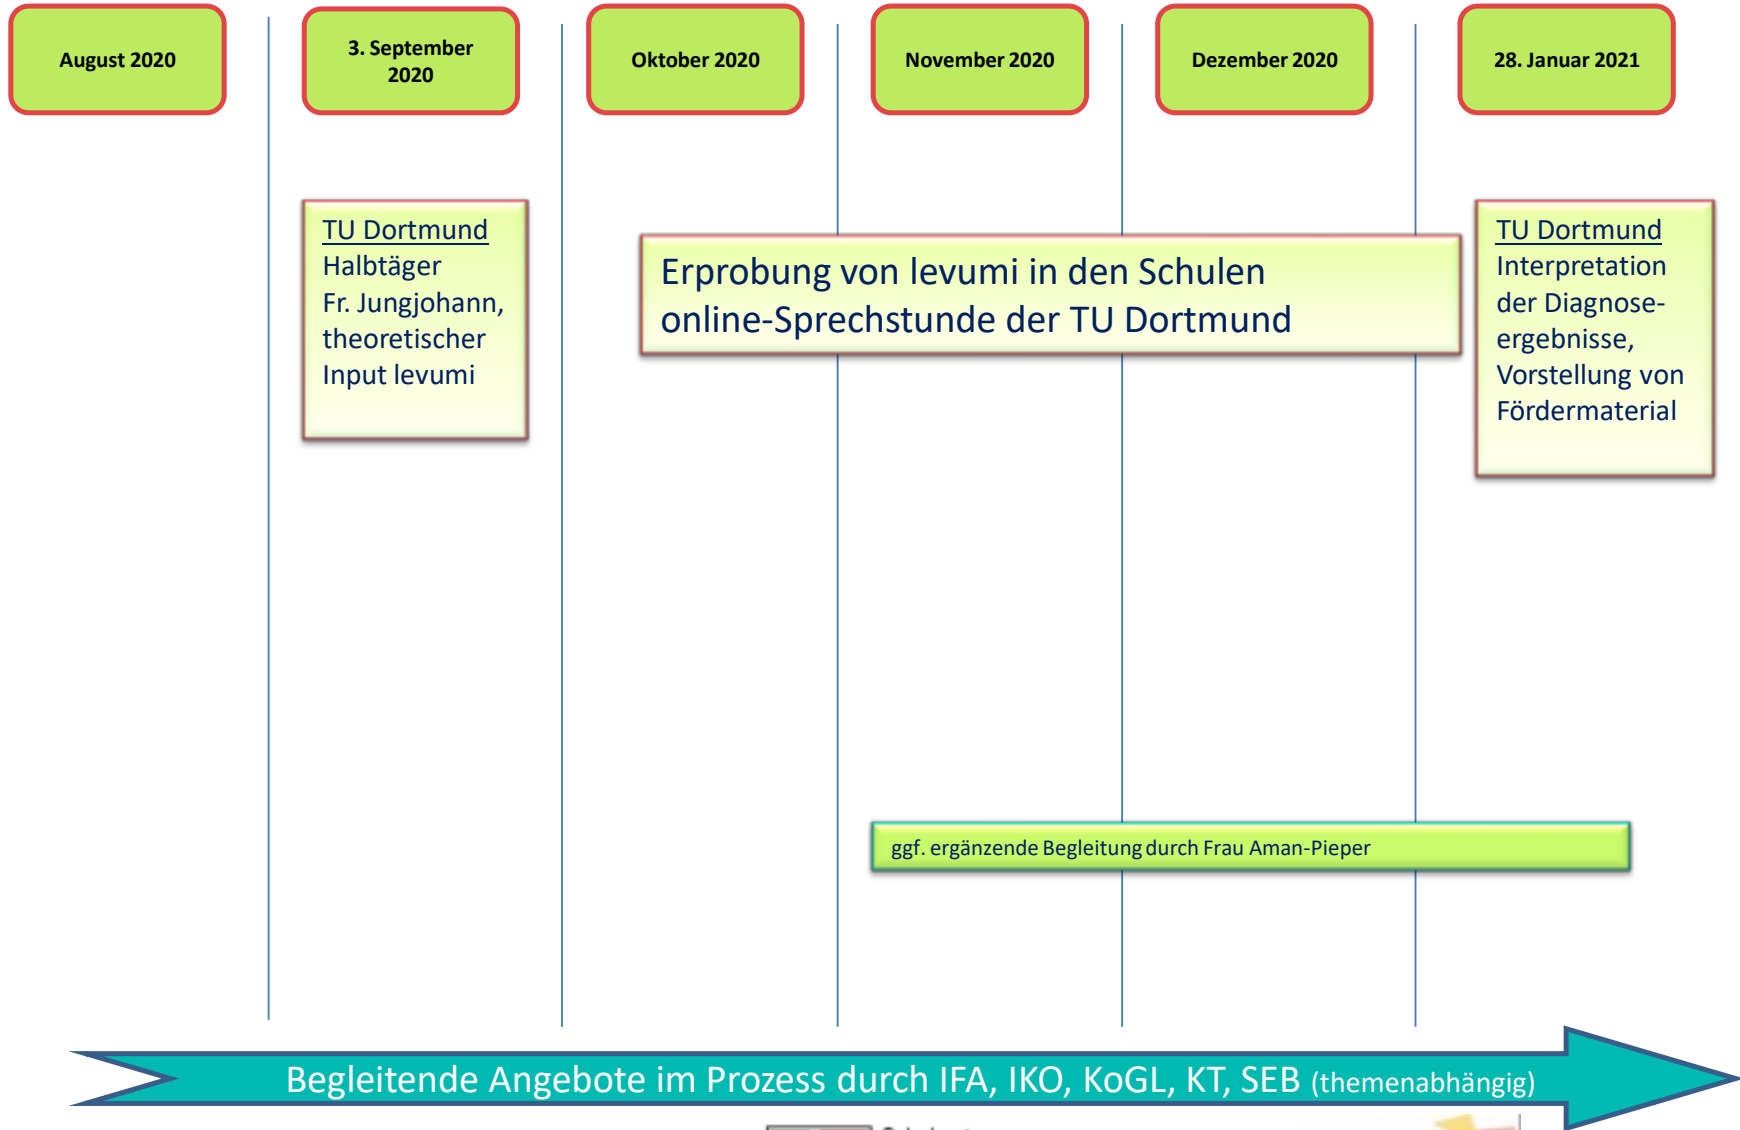 August 2020
3. September
2020
Oktober 2020
November 2020
Dezember 2020
28. Januar 2021
TU Dortmund
Halbtäger
Fr. Jungjohann,
theoretischer
Input levumi
Erprobung von levumi in den Schulen
online-Sprechstunde der TU Dortmund
TU Dortmund
Interpretation
der Diagnose-
ergebnisse,
Vorstellung von
Fördermaterial
ggf. ergänzende Begleitung durch Frau Aman-Pieper
Begleitende Angebote im Prozess durch IFA, IKO, KoGL, KT, SEB (themenabhängig)